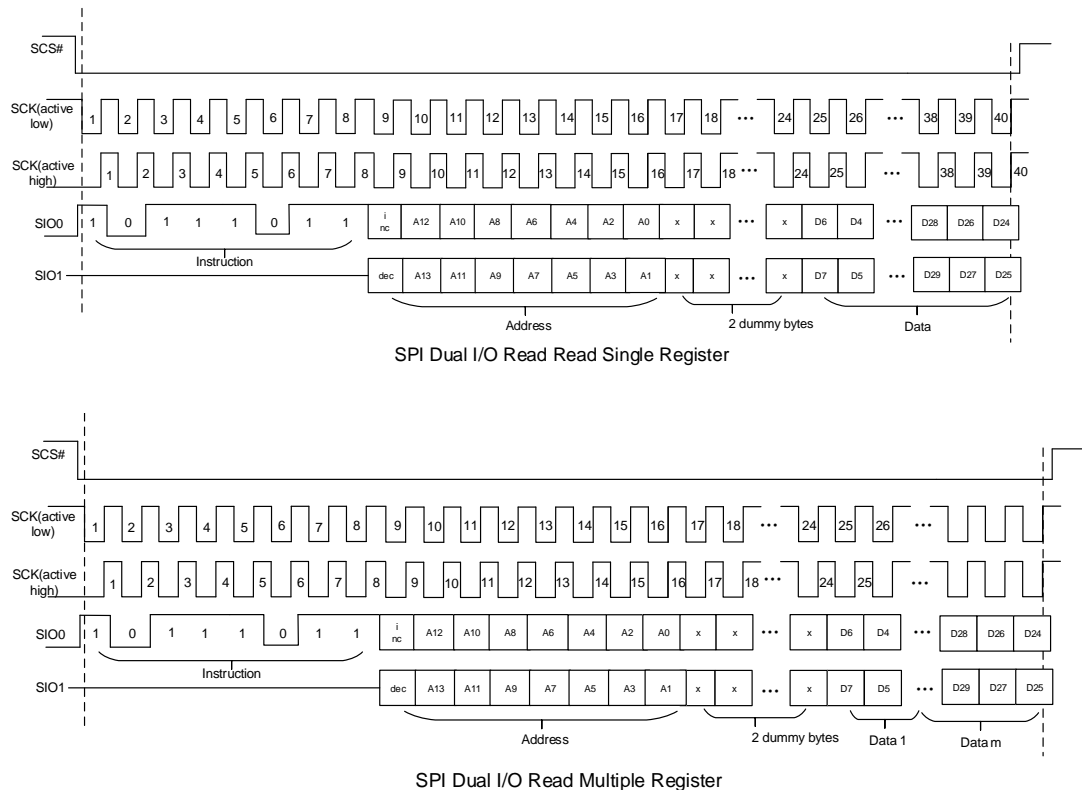 SCS#
SCK(active low) 1 2 3 4 5 6 7 8 9 10 11 12 13 14 15 16 17 18 ••• 24 25 26 ••• 38 39 40
SCK(active high) 1 2 3 4 5 6 7 8 9 10 11 12 13 14 15 16 17 18 ••• 24 25 ••• 38 39 40
SIO0 1 0 1 1 1 0 1 1 i nc A12 A10 A8 A6 A4 A2 A0 x x ••• x D6 D4 ••• D28 D26 D24
Instruction
SIO1 dec A13 A11 A9 A7 A5 A3 A1 x x ••• x D7 D5 ••• D29 D27 D25
Address 2 dummy bytes Data
SPI Dual I/O Read Read Single Register
SCS#
SCK(active low) 1 2 3 4 5 6 7 8 9 10 11 12 13 14 15 16 17 18 ••• 24 25 26 •••
SCK(active high) 1 2 3 4 5 6 7 8 9 10 11 12 13 14 15 16 17 18 ••• 24 25 •••
SIO0 1 0 1 1 1 0 1 1 i nc A12 A10 A8 A6 A4 A2 A0 x x ••• x D6 D4 ••• D28 D26 D24
Instruction
SIO1 dec A13 A11 A9 A7 A5 A3 A1 x x ••• x D7 D5 ••• D29 D27 D25
Address 2 dummy bytes Data 1 Data m
SPI Dual I/O Read Multiple Register